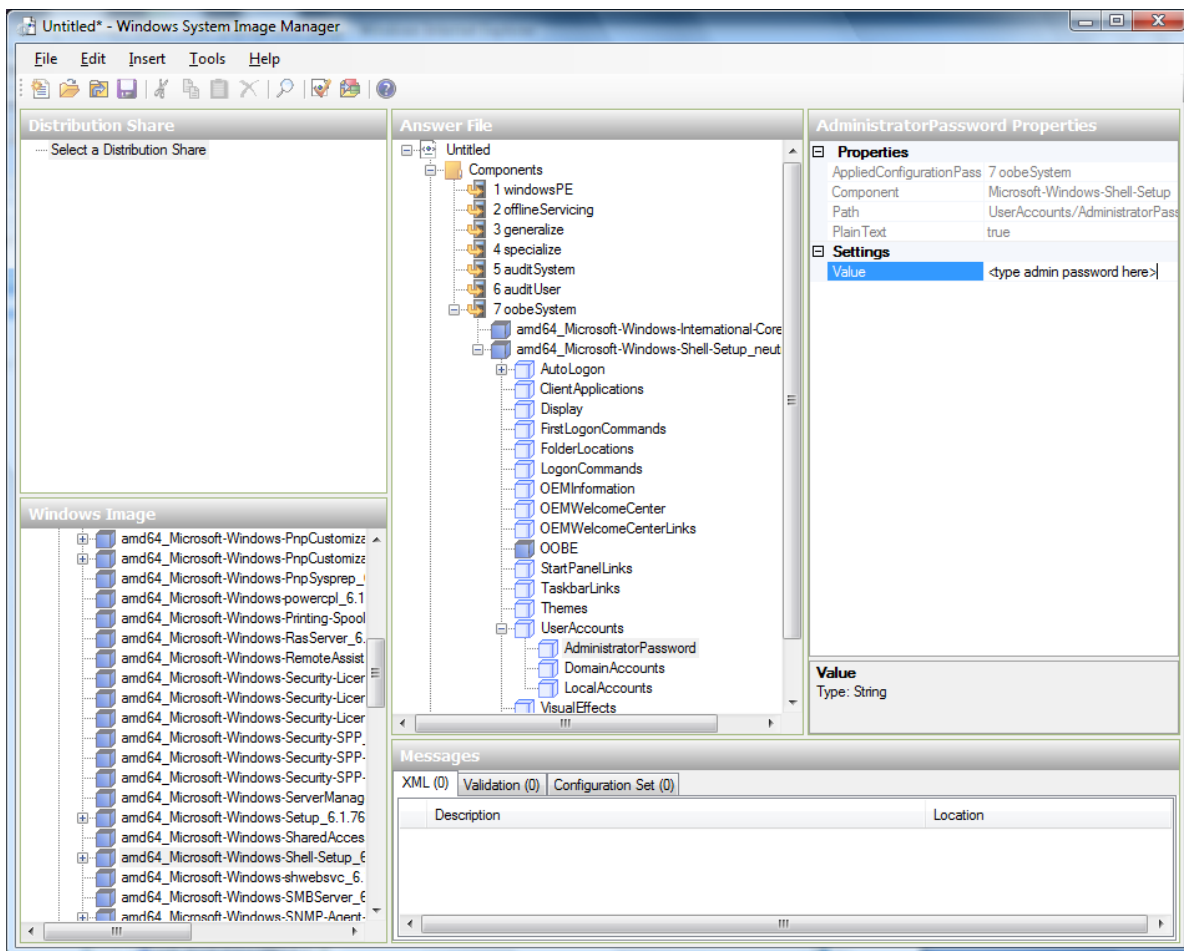 Untitled* - Windows System Image Manager
File Edit Insert Tools Help
Distribution Share
Select a Distribution Share
Windows Image
amd64_Microsoft-Windows-PnpCustomiza
amd64_Microsoft-Windows-PnpCustomiza
amd64_Microsoft-Windows-PnpSysprep_
amd64_Microsoft-Windows-powercpl_6.1
amd64_Microsoft-Windows-Printing-Spool
amd64_Microsoft-Windows-RasServer_6.
amd64_Microsoft-Windows-RemoteAssist
amd64_Microsoft-Windows-Security-Licer
amd64_Microsoft-Windows-Security-Licer
amd64_Microsoft-Windows-Security-Licer
amd64_Microsoft-Windows-Security-SPP_
amd64_Microsoft-Windows-Security-SPP-
amd64_Microsoft-Windows-Security-SPP-
amd64_Microsoft-Windows-ServerManag
amd64_Microsoft-Windows-Setup_6.1.76
amd64_Microsoft-Windows-SharedAcces
amd64_Microsoft-Windows-Shell-Setup_6
amd64_Microsoft-Windows-shwebsvc_6.
amd64_Microsoft-Windows-SMBServer_6
amd64_Microsoft-Windows-SNMP-Agent-
Answer File
Untitled
Components
1 windowsPE
2 offlineServicing
3 generalize
4 specialize
5 auditSystem
6 auditUser
7 oobeSystem
amd64_Microsoft-Windows-International-Core
amd64_Microsoft-Windows-Shell-Setup_neut
AutoLogon
ClientApplications
Display
FirstLogonCommands
FolderLocations
LogonCommands
OEMInformation
OEMWelcomeCenter
OEMWelcomeCenterLinks
OOBE
StartPanelLinks
TaskbarLinks
Themes
UserAccounts
AdministratorPassword
DomainAccounts
LocalAccounts
VisualEffects
AdministratorPassword Properties
Properties
AppliedConfigurationPass 7 oobeSystem
Component Microsoft-Windows-Shell-Setup
Path UserAccounts/AdministratorPass
PlainText true
Settings
Value <type admin password here>
Value
Type: String
Messages
XML (0) Validation (0) Configuration Set (0)
Description Location